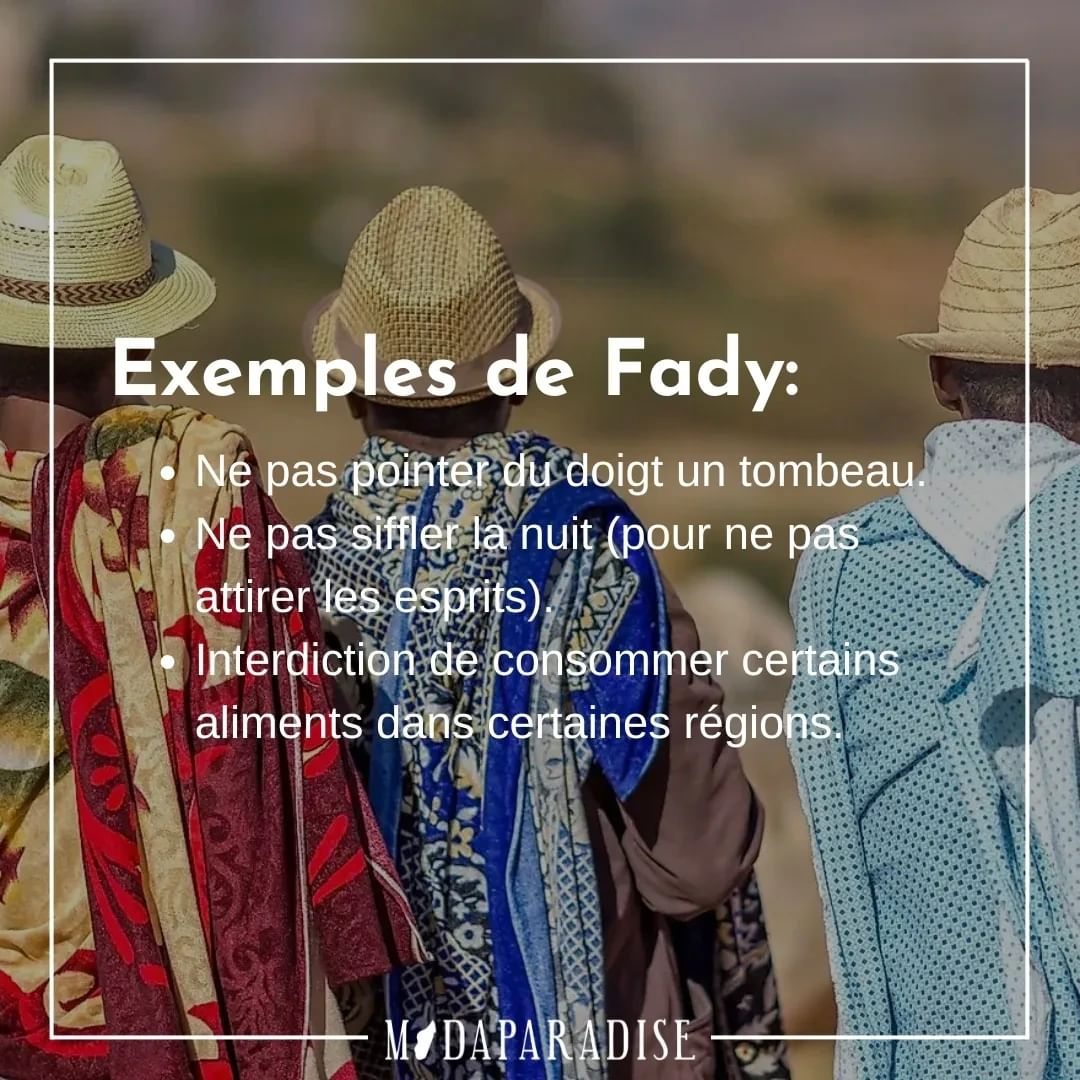 Exemples de Fady:
• Ne pas pointer du doigt un tombeau.
• Ne pas siffler la nuit (pour ne pas
attirer les esprits).
• Interdiction de consommer certains
aliments dans certaines régions.
MADAPARADISE